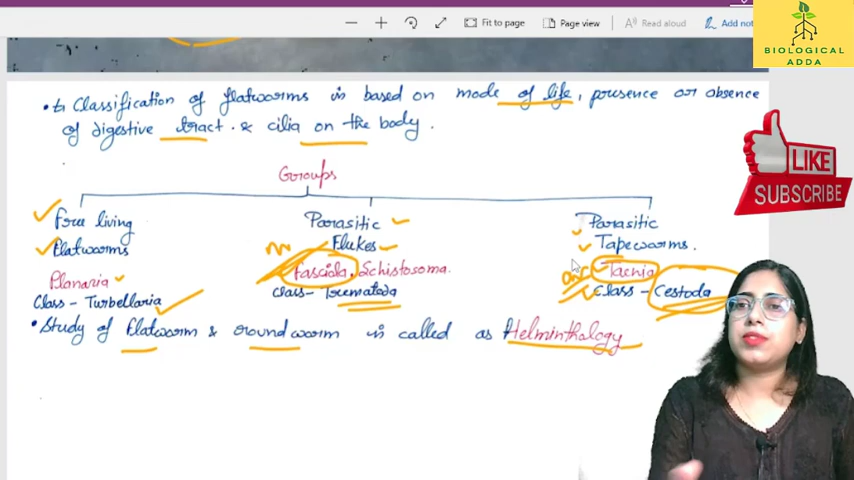 Fit to page
Page view
Read aloud
Add not
BIOLOGICAL
ADDA
• Classification of flatworms is based on mode of life, presence or absence
of digestive tract & cilia on the body.
LIKE
SUBSCRIBE
Groups
Free living
Flatworms
Planaria
Class - Turbellaria
Parasitic
Flukes
Fasciola, Schistosoma.
Class - Trematoda
Parasitic
Tapeworms.
Taenia
Class - Cestoda
• Study of flatworm & roundworm is called as Helminthology